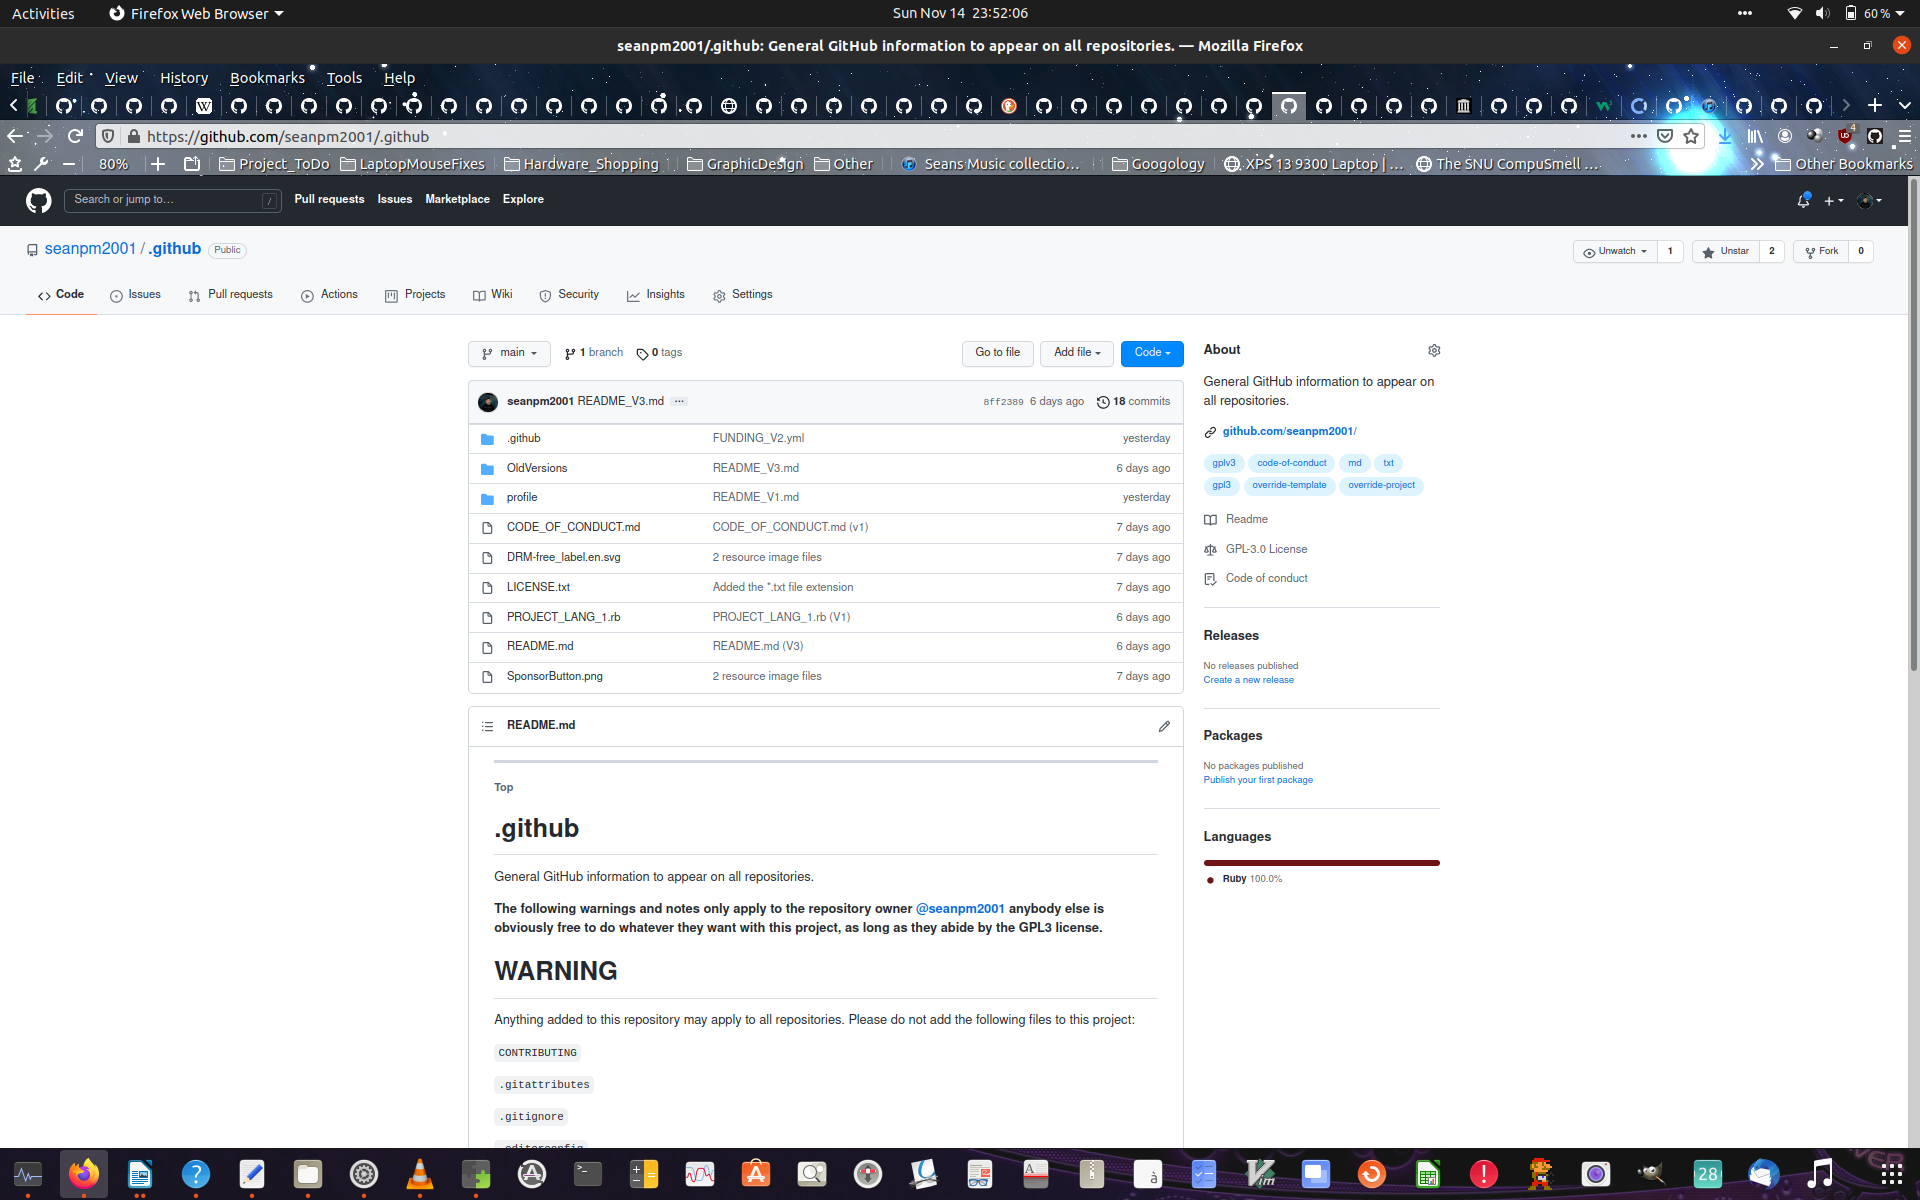 Activities Firefox Web Browser Sun Nov 14 23:52:06 60 %
seanpm2001/.github: General GitHub information to appear on all repositories. — Mozilla Firefox
File Edit View History Bookmarks Tools Help
https://github.com/seanpm2001/.github
80% Project_ToDo LaptopMouseFixes Hardware_Shopping GraphicDesign Other Seans Music collectio… Googology XPS 13 9300 Laptop | … The SNU CompuSmell … Other Bookmarks
Search or jump to… / Pull requests Issues Marketplace Explore
seanpm2001 / .github Public Unwatch 1 Unstar 2 Fork 0
Code Issues Pull requests Actions Projects Wiki Security Insights Settings
main 1 branch 0 tags Go to file Add file Code
seanpm2001 README_V3.md ··· 8ff2389 6 days ago 18 commits
.github FUNDING_V2.yml yesterday
OldVersions README_V3.md 6 days ago
profile README_V1.md yesterday
CODE_OF_CONDUCT.md CODE_OF_CONDUCT.md (v1) 7 days ago
DRM-free_label.en.svg 2 resource image files 7 days ago
LICENSE.txt Added the *.txt file extension 7 days ago
PROJECT_LANG_1.rb PROJECT_LANG_1.rb (V1) 6 days ago
README.md README.md (V3) 6 days ago
SponsorButton.png 2 resource image files 7 days ago
README.md
Top
.github
General GitHub information to appear on all repositories.
The following warnings and notes only apply to the repository owner @seanpm2001 anybody else is
obviously free to do whatever they want with this project, as long as they abide by the GPL3 license.
WARNING
Anything added to this repository may apply to all repositories. Please do not add the following files to this project:
CONTRIBUTING
.gitattributes
.gitignore
.editorconfig
About
General GitHub information to appear on
all repositories.
github.com/seanpm2001/
gplv3 code-of-conduct md txt
gpl3 override-template override-project
Readme
GPL-3.0 License
Code of conduct
Releases
No releases published
Create a new release
Packages
No packages published
Publish your first package
Languages
Ruby 100.0%
28